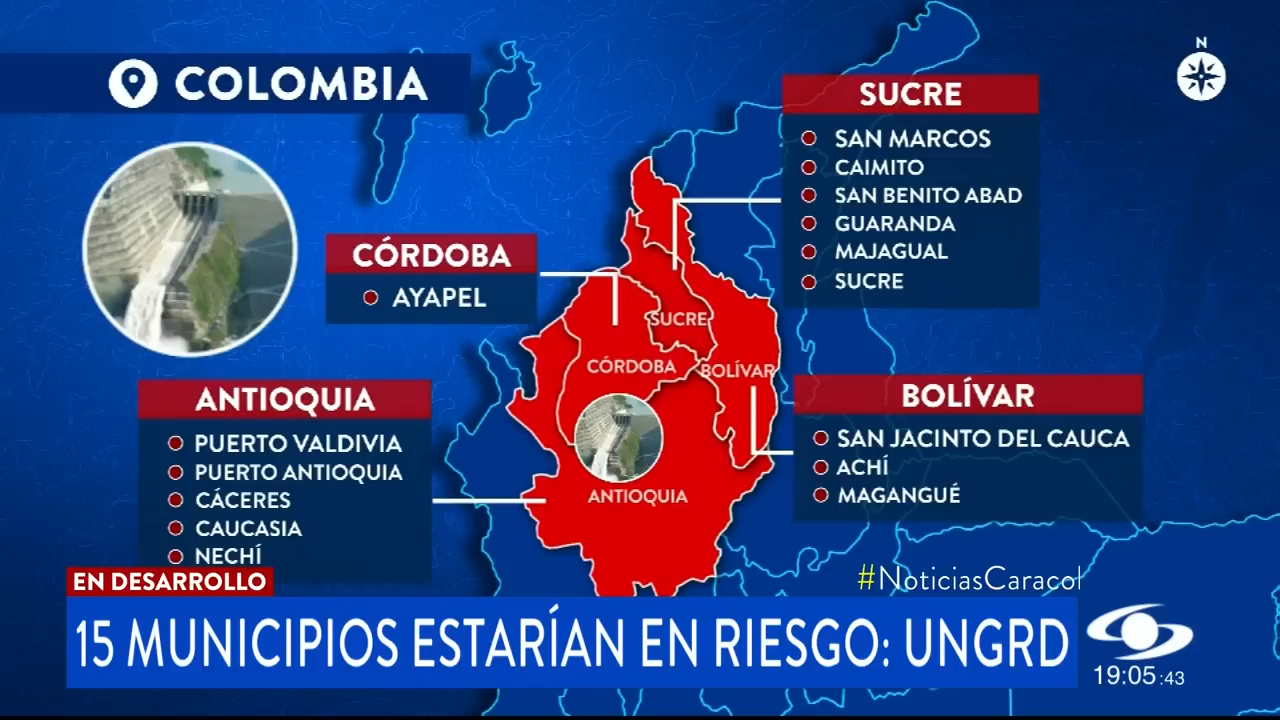 COLOMBIA
N
SUCRE
SAN MARCOS
CAIMITO
SAN BENITO ABAD
GUARANDA
MAJAGUAL
SUCRE
CÓRDOBA
AYAPEL
SUCRE
CÓRDOBA
BOLÍVAR
ANTIOQUIA
ANTIOQUIA
PUERTO VALDIVIA
PUERTO ANTIOQUIA
CÁCERES
CAUCASIA
NECHÍ
BOLÍVAR
SAN JACINTO DEL CAUCA
ACHÍ
MAGANGUÉ
EN DESARROLLO
#NoticiasCaracol
15 MUNICIPIOS ESTARÍAN EN RIESGO: UNGRD
19:05:43